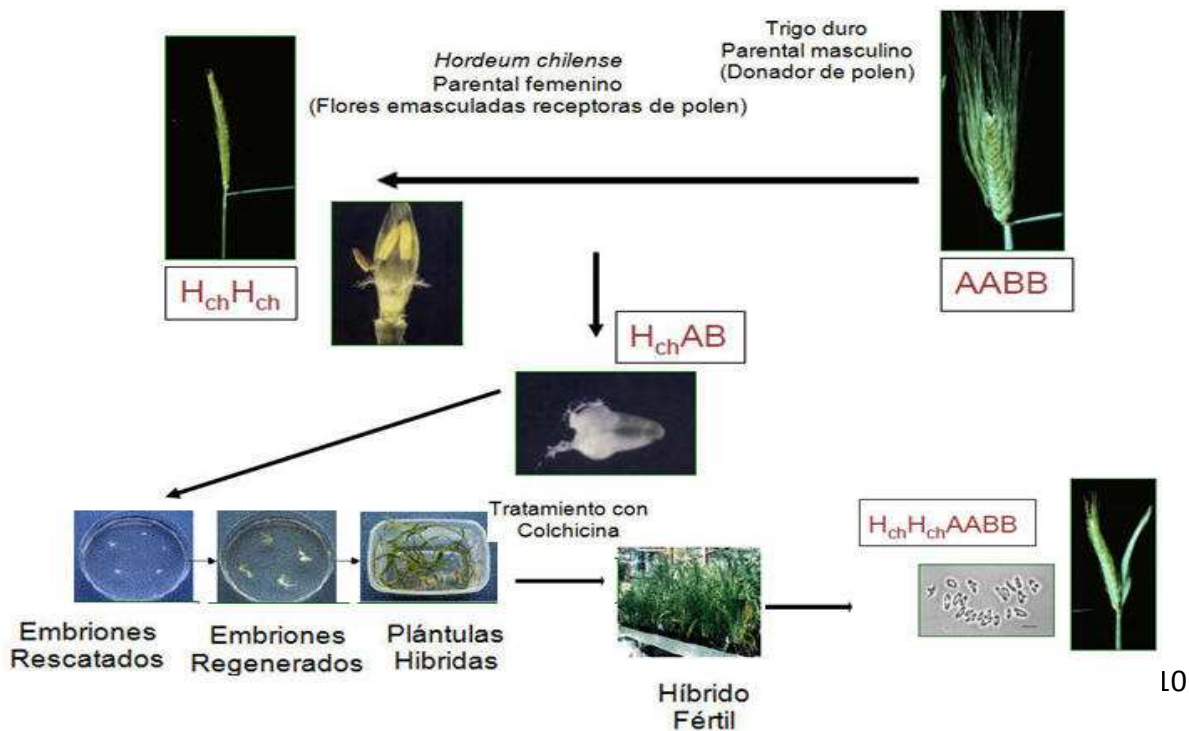 Trigo duro
Parental masculino
(Donador de polen)
Hordeum chilense
Parental femenino
(Flores emasculadas receptoras de polen)
HchHch
AABB
HchAB
Tratamiento con
Colchicina
HchHchAABB
Embriones
Rescatados
Embriones
Regenerados
Plántulas
Hibridas
Híbrido
Fértil